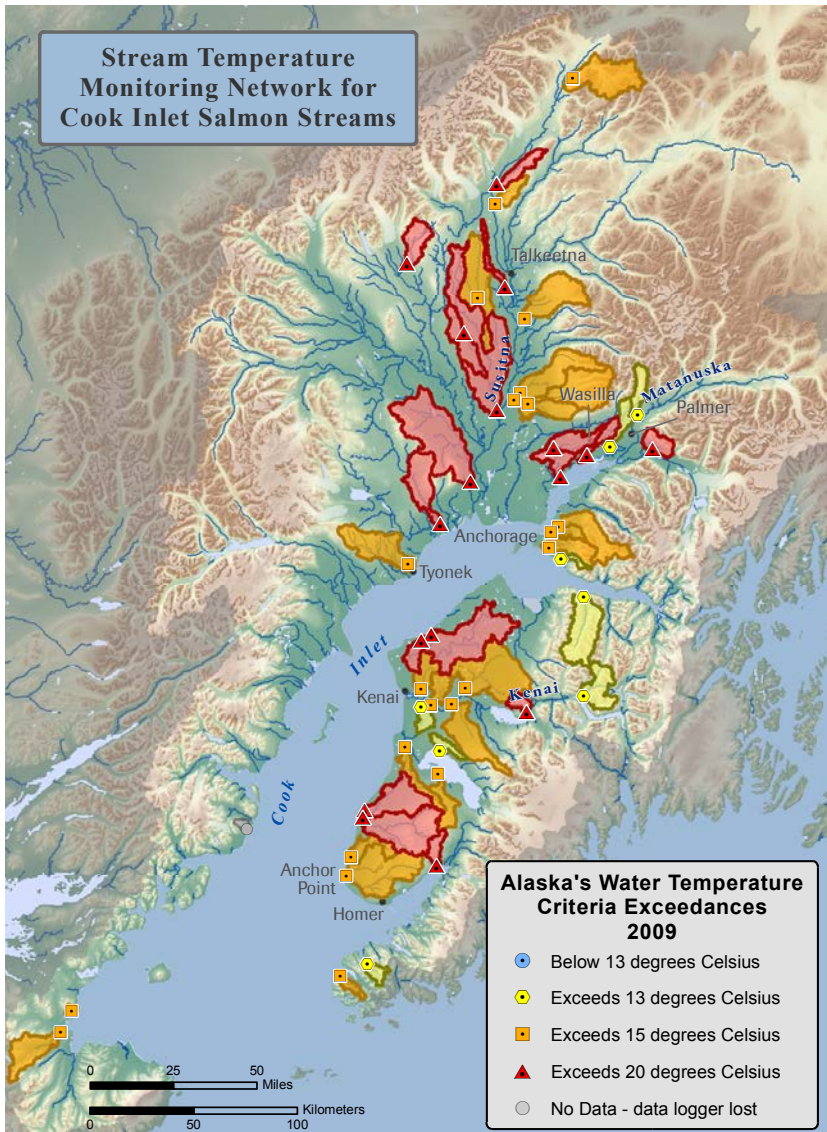 Stream Temperature
Monitoring Network for
Cook Inlet Salmon Streams
Talkeetna
Susitna
Matanuska
Wasilla
Palmer
Anchorage
Tyonek
Inlet
Kenai
Kenai
Cook
Anchor
Point
Homer
Alaska's Water Temperature
Criteria Exceedances
2009
Below 13 degrees Celsius
Exceeds 13 degrees Celsius
Exceeds 15 degrees Celsius
Exceeds 20 degrees Celsius
No Data - data logger lost
0 25 50
Miles
Kilometers
0 50 100